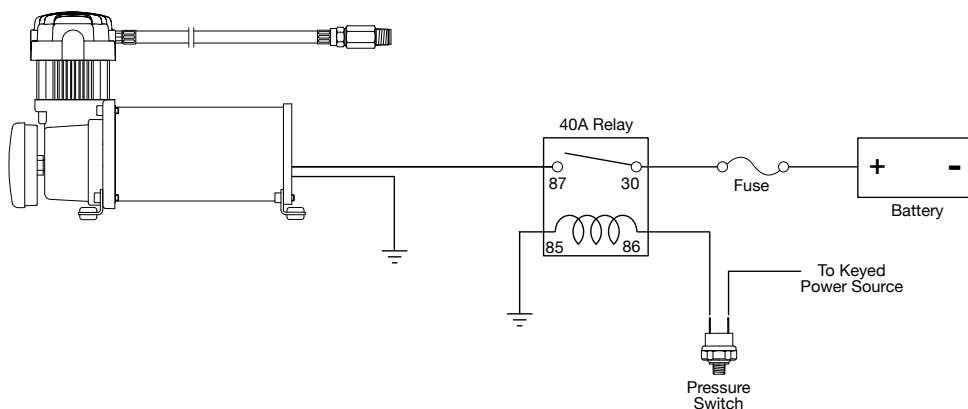 40A Relay
87 30
85 86
Fuse
+ -
Battery
To Keyed
Power Source
Pressure
Switch